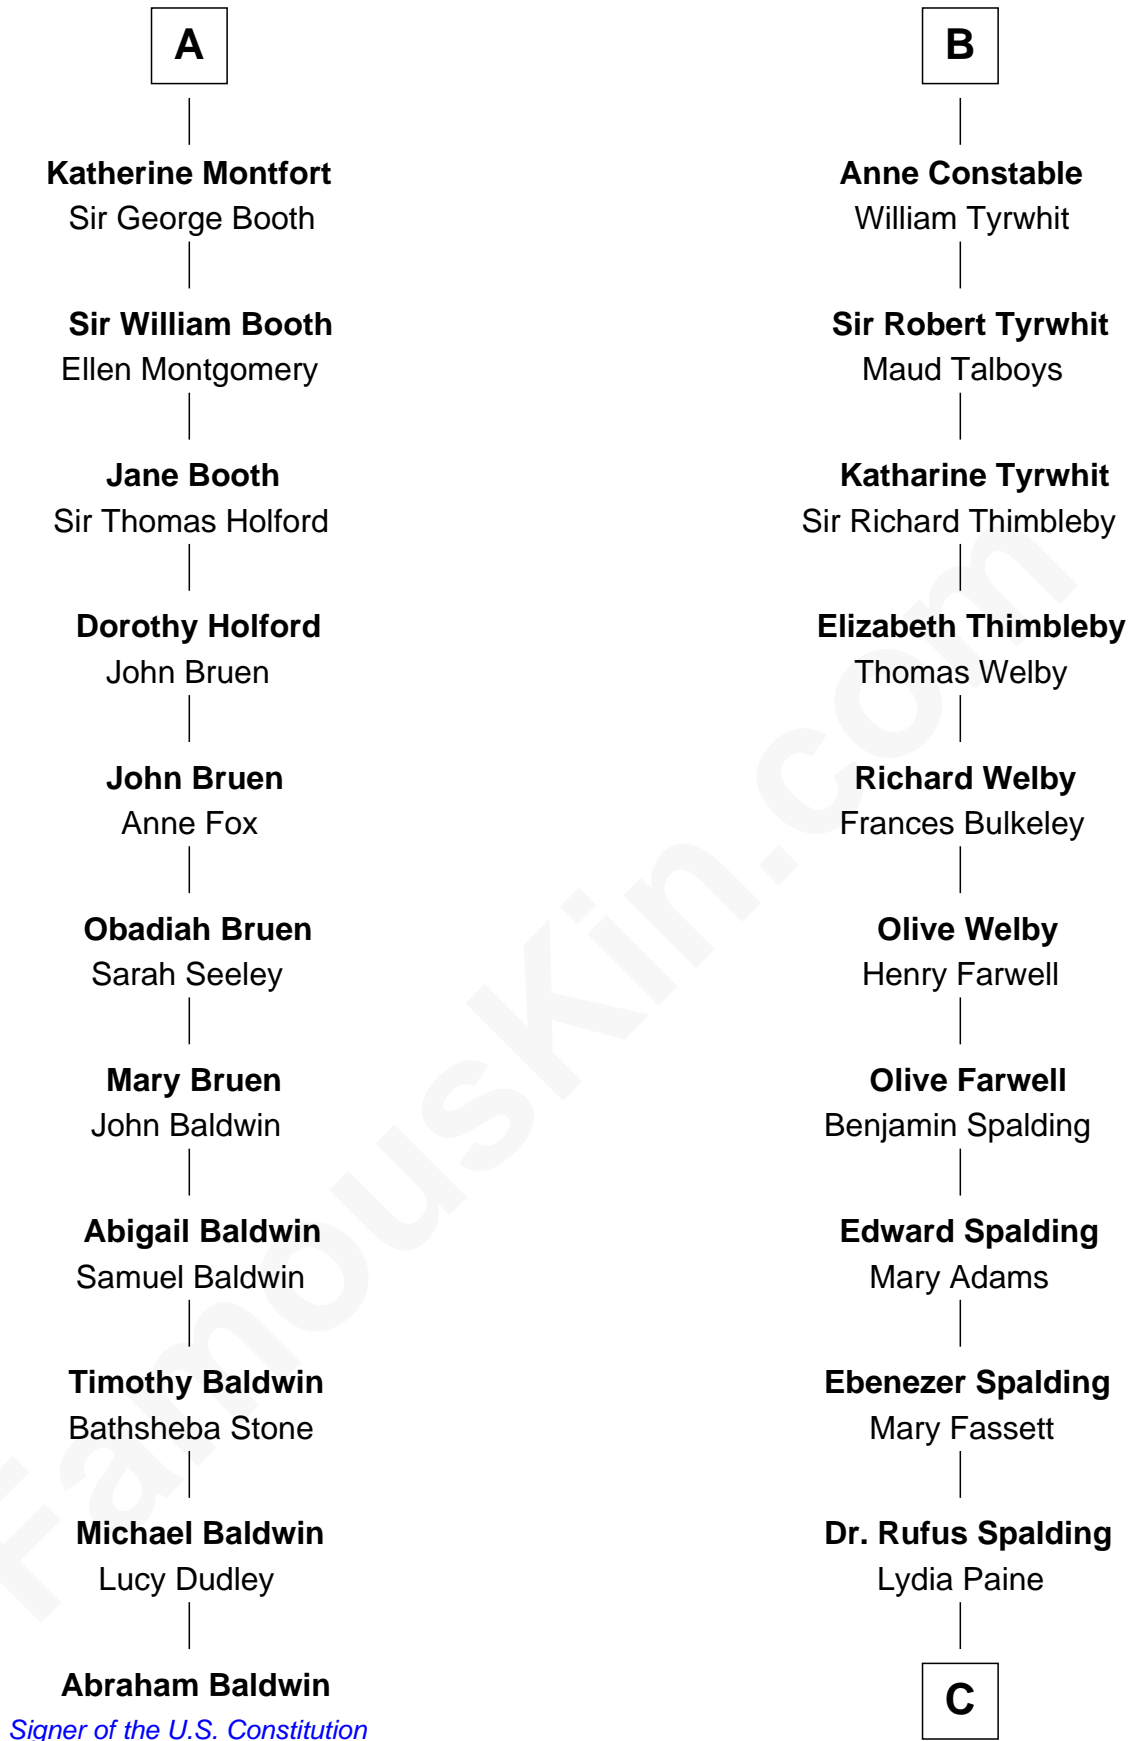 A
Katherine Montfort
Sir George Booth
Sir William Booth
Ellen Montgomery
Jane Booth
Sir Thomas Holford
Dorothy Holford
John Bruen
John Bruen
Anne Fox
Obadiah Bruen
Sarah Seeley
Mary Bruen
John Baldwin
Abigail Baldwin
Samuel Baldwin
Timothy Baldwin
Bathsheba Stone
Michael Baldwin
Lucy Dudley
Abraham Baldwin
Signer of the U.S. Constitution
B
Anne Constable
William Tyrwhit
Sir Robert Tyrwhit
Maud Talboys
Katharine Tyrwhit
Sir Richard Thimbleby
Elizabeth Thimbleby
Thomas Welby
Richard Welby
Frances Bulkeley
Olive Welby
Henry Farwell
Olive Farwell
Benjamin Spalding
Edward Spalding
Mary Adams
Ebenezer Spalding
Mary Fassett
Dr. Rufus Spalding
Lydia Paine
C
FamousKin.com